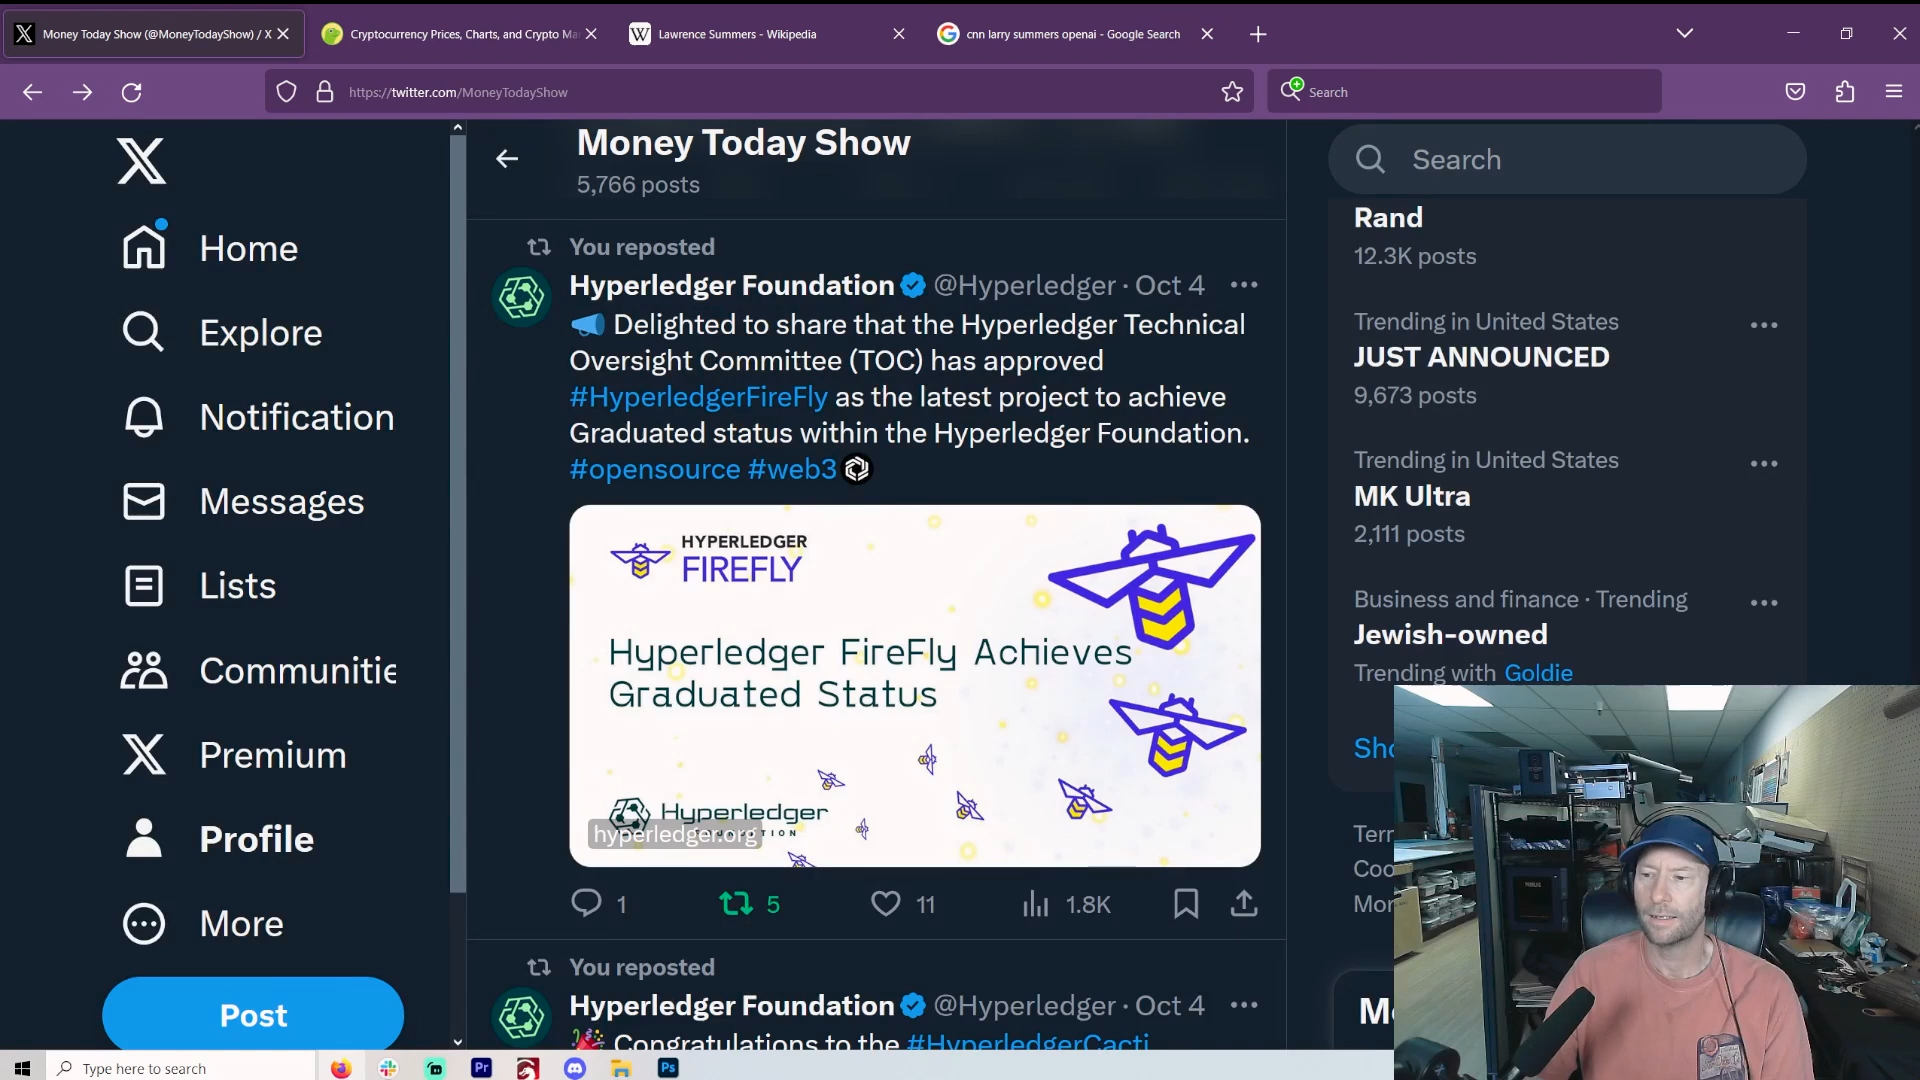 Money Today Show (@MoneyTodayShow) / X
Cryptocurrency Prices, Charts, and Crypto Ma
Lawrence Summers - Wikipedia
cnn larry summers openai - Google Search
https://twitter.com/MoneyTodayShow
Search
Home
Explore
Notification
Messages
Lists
Communitie
Premium
Profile
More
Post
Money Today Show
5,766 posts
You reposted
Hyperledger Foundation @Hyperledger · Oct 4
Delighted to share that the Hyperledger Technical
Oversight Committee (TOC) has approved
#HyperledgerFireFly as the latest project to achieve
Graduated status within the Hyperledger Foundation.
#opensource #web3
HYPERLEDGER
FIREFLY
Hyperledger FireFly Achieves
Graduated Status
Hyperledger
hyperledger.org
1
5
11
1.8K
You reposted
Hyperledger Foundation @Hyperledger · Oct 4
Congratulations to the #HyperledgerCacti
Search
Rand
12.3K posts
Trending in United States
JUST ANNOUNCED
9,673 posts
Trending in United States
MK Ultra
2,111 posts
Business and finance · Trending
Jewish-owned
Trending with Goldie
Sho
Terr
Coo
Mor
Type here to search
Pr
Ps